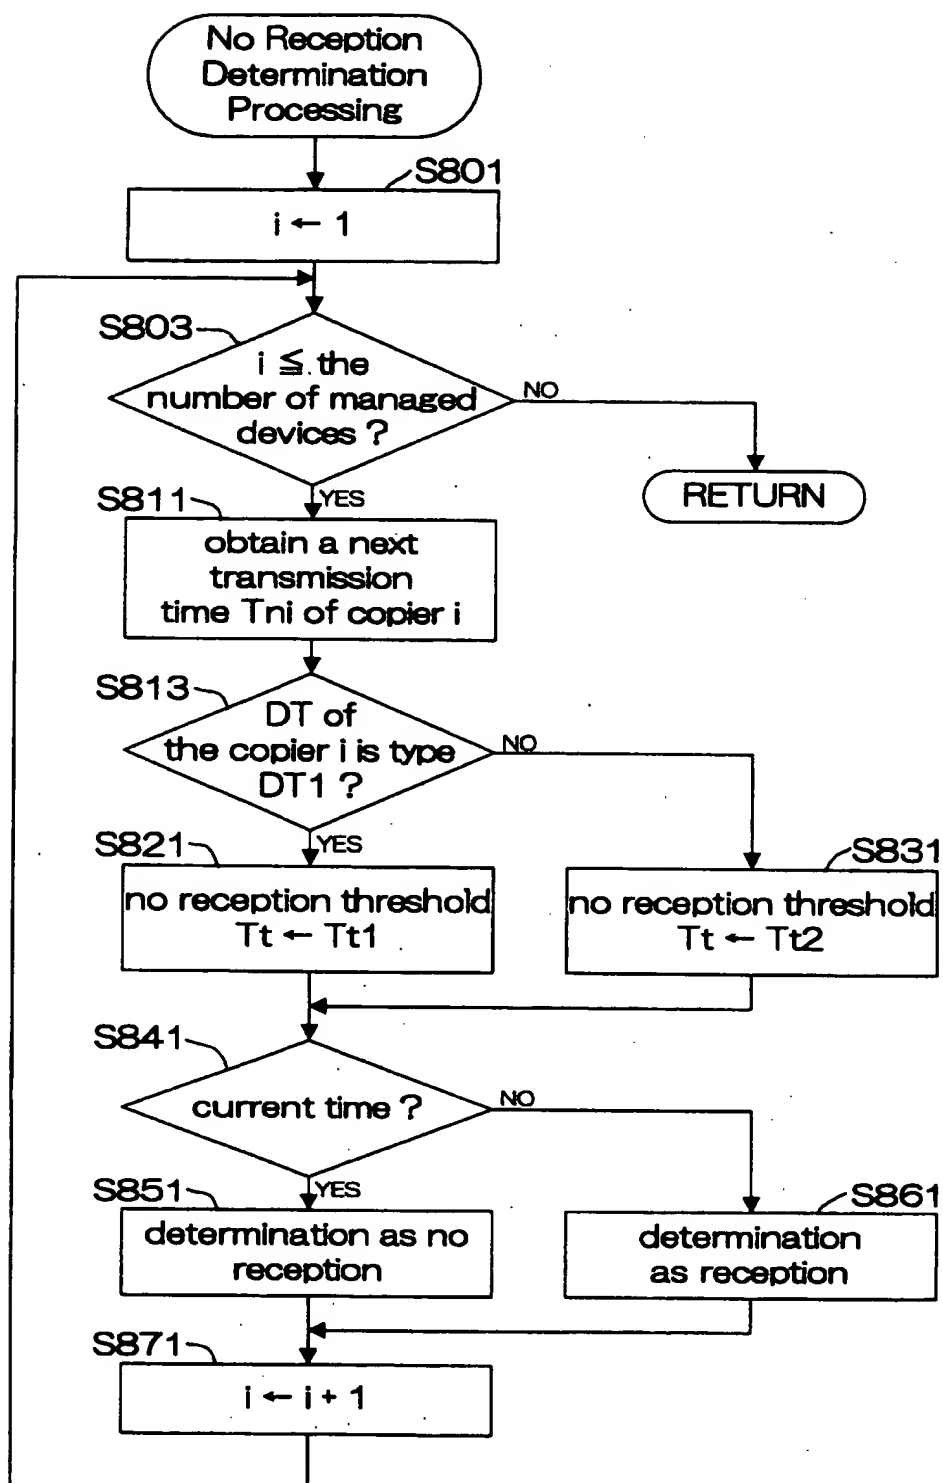 No Reception
Determination
Processing
S801
i ← 1
S803
i ≦ the
number of managed
devices ?
NO
RETURN
YES
S811
obtain a next
transmission
time Tni of copier i
S813
DT of
the copier i is type
DT1 ?
NO
YES
S821
no reception threshold
Tt ← Tt1
S831
no reception threshold
Tt ← Tt2
S841
current time ?
NO
YES
S851
determination as no
reception
S861
determination
as reception
S871
i ← i + 1